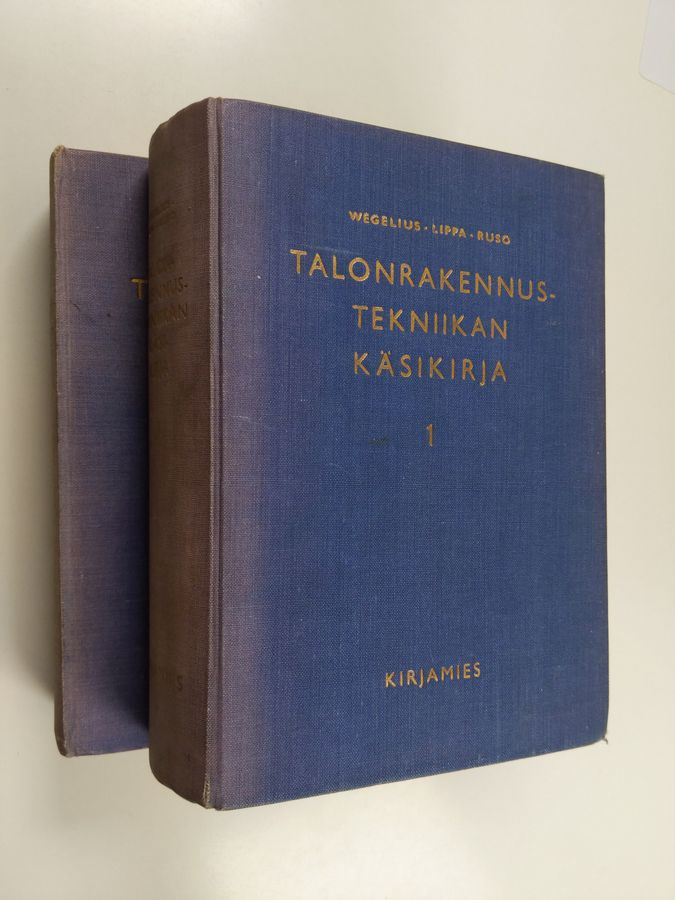 WEGELIUS · LIPPA · RUSO
TALONRAKENNUS-
TEKNIIKAN
KÄSIKIRJA
1
KIRJAMIES